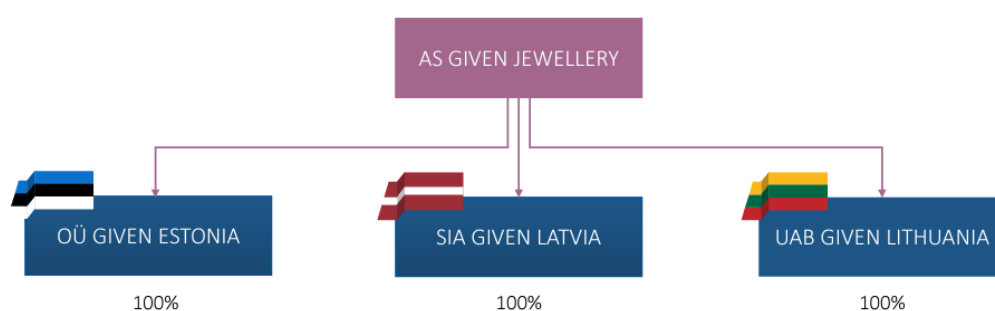 AS GIVEN JEWELLERY
OÜ GIVEN ESTONIA
SIA GIVEN LATVIA
UAB GIVEN LITHUANIA
100%
100%
100%